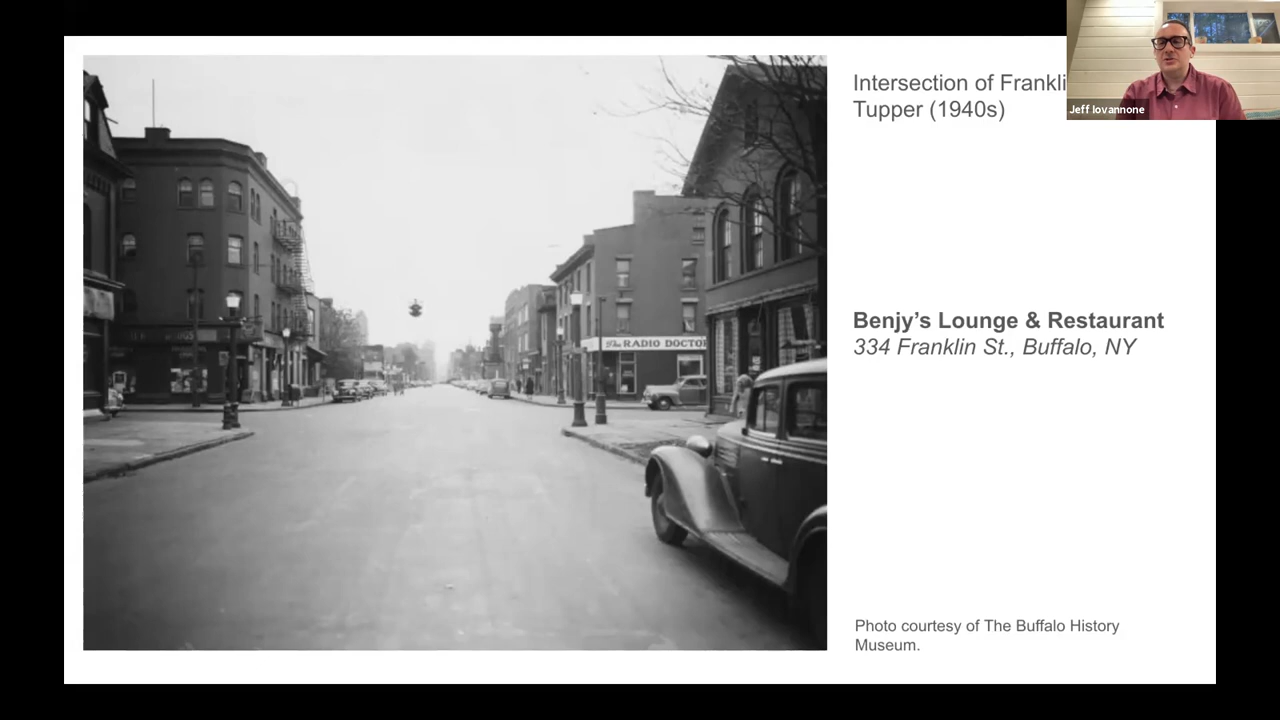 Intersection of Frankli
Tupper (1940s)
Jeff Iovannone
The RADIO DOCTOR
Benjy’s Lounge & Restaurant
334 Franklin St., Buffalo, NY
Photo courtesy of The Buffalo History
Museum.